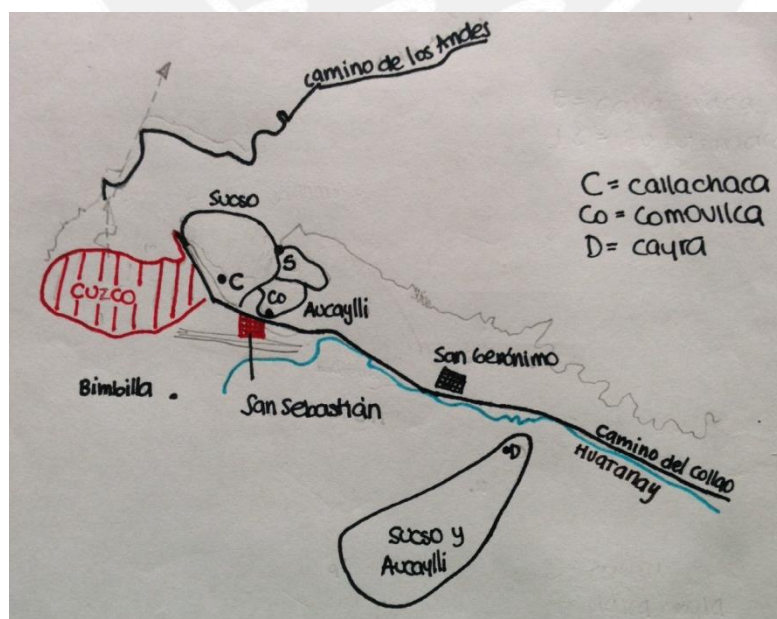 camino de los Andes
C = callachaca
Co = comovilca
D = cayra
Sucso
S
C
Co
Aucaylli
CUZCO
San Gerónimo
Bimbilla
San Sebastián
camino del collao
HUATANAY
D
Sucso y
Aucaylli